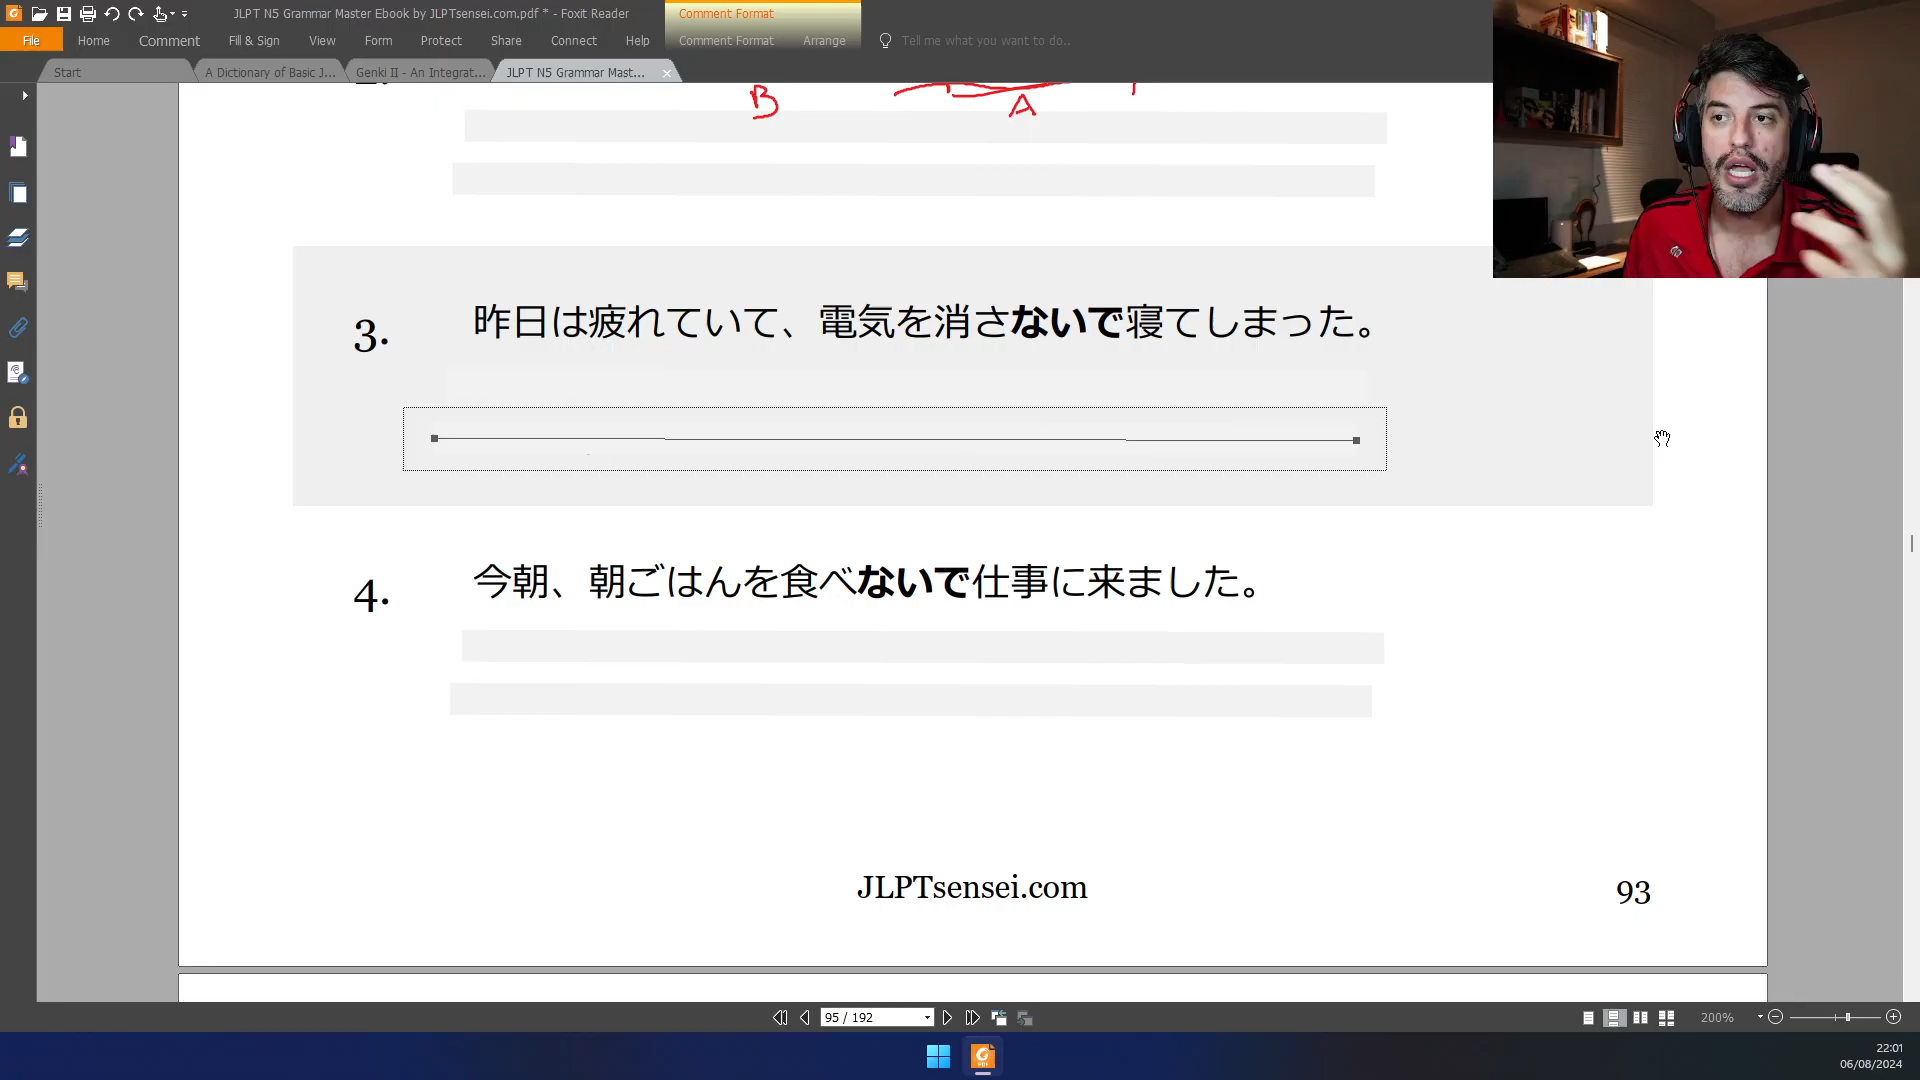 JLPT N5 Grammar Master Ebook by JLPTsensei.com.pdf * - Foxit Reader
Comment Format
File
Home
Comment
Fill & Sign
View
Form
Protect
Share
Connect
Help
Comment Format
Arrange
Tell me what you want to do..
Start
A Dictionary of Basic J...
Genki II - An Integrat...
JLPT N5 Grammar Mast...
B
A
3.
昨日は疲れていて、電気を消さないで寝てしまった。
4.
今朝、朝ごはんを食べないで仕事に来ました。
JLPTsensei.com
93
95 / 192
200%
22:01
06/08/2024